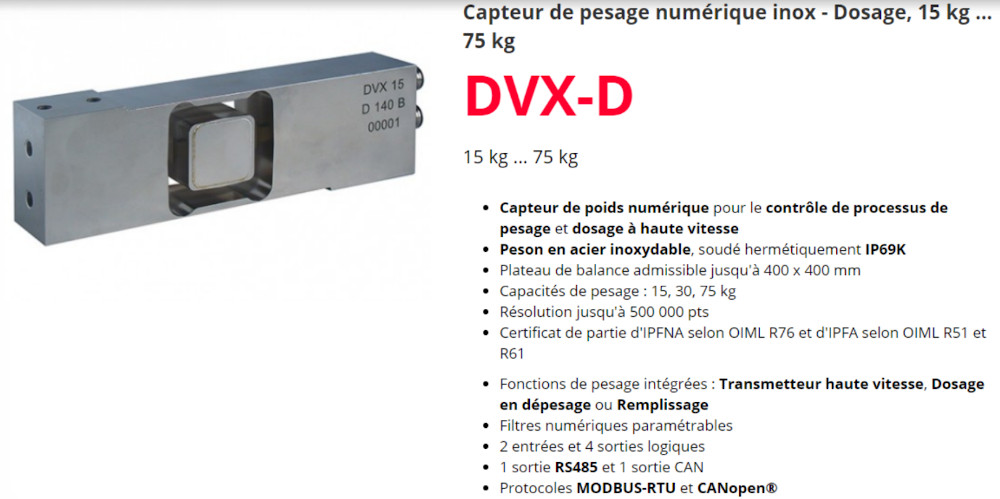 Capteur de pesage numérique inox - Dosage, 15 kg ...
75 kg
DVX-D
15 kg ... 75 kg
DVX 15
D 140 B
00001
Capteur de poids numérique pour le contrôle de processus de
pesage et dosage à haute vitesse
Peson en acier inoxydable, soudé hermétiquement IP69K
Plateau de balance admissible jusqu'à 400 x 400 mm
Capacités de pesage : 15, 30, 75 kg
Résolution jusqu'à 500 000 pts
Certificat de partie d'IPFNA selon OIML R76 et d'IPFA selon OIML R51 et
R61
Fonctions de pesage intégrées : Transmetteur haute vitesse, Dosage
en dépesage ou Remplissage
Filtres numériques paramétrables
2 entrées et 4 sorties logiques
1 sortie RS485 et 1 sortie CAN
Protocoles MODBUS-RTU et CANopen®